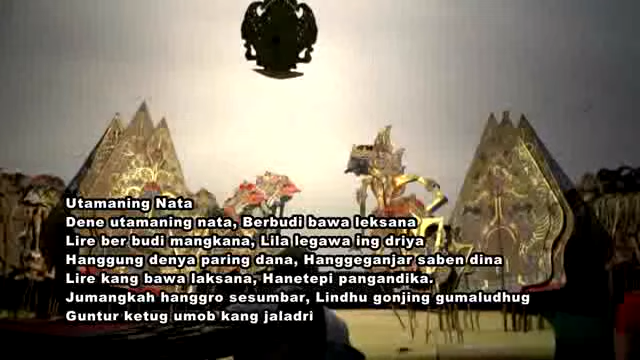 Utamaning Nata
Dene utamaning nata, Berbudi bawa leksana
Lire ber budi mangkana, Lila legawa ing driya
Hanggung denya paring dana, Hanggeganjar saben dina
Lire kang bawa laksana, Hanetepi pangandika.
Jumangkah hanggro sesumbar, Lindhu gonjing gumaludhug
Guntur ketug umob kang jaladri